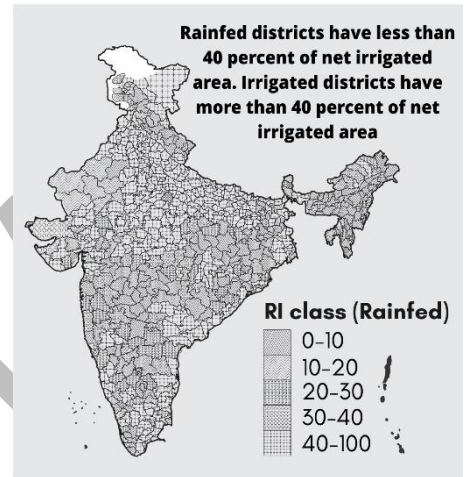 Rainfed districts have less than
40 percent of net irrigated
area. Irrigated districts have
more than 40 percent of net
irrigated area
RI class (Rainfed)
0-10
10-20
20-30
30-40
40-100